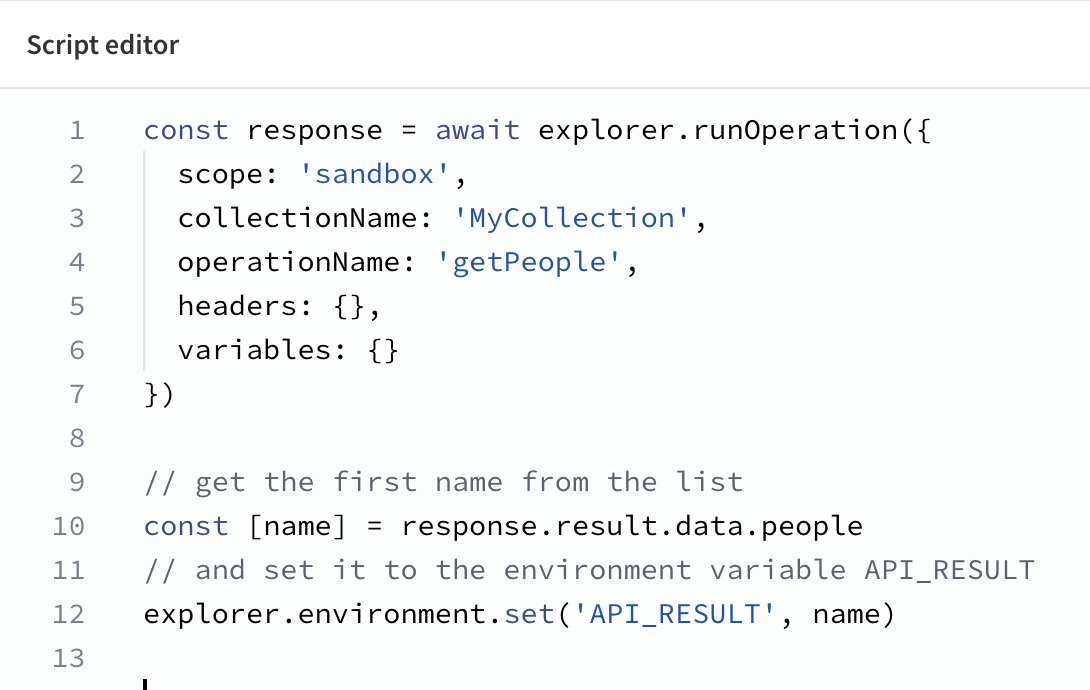 Script editor
1 const response = await explorer.runOperation({
2 scope: 'sandbox',
3 collectionName: 'MyCollection',
4 operationName: 'getPeople',
5 headers: {},
6 variables: {}
7 })
8
9 // get the first name from the list
10 const [name] = response.result.data.people
11 // and set it to the environment variable API_RESULT
12 explorer.environment.set('API_RESULT', name)
13